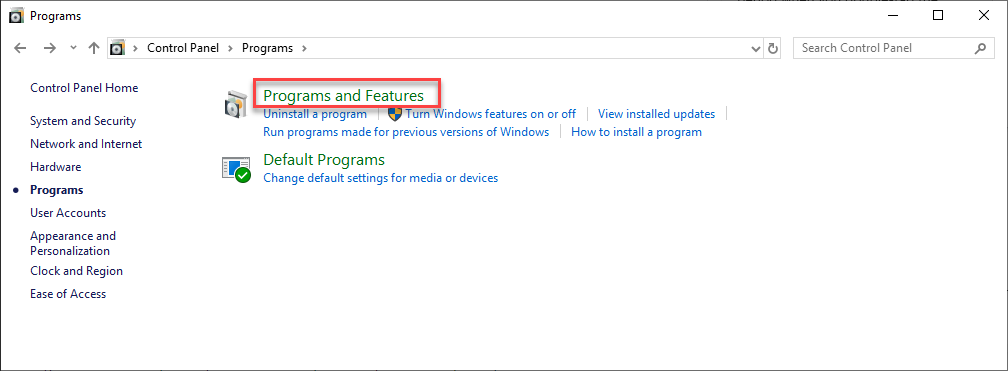 Programs
Control Panel > Programs >
Search Control Panel
Control Panel Home
System and Security
Network and Internet
Hardware
Programs
User Accounts
Appearance and
Personalization
Clock and Region
Ease of Access
Programs and Features
Uninstall a program
Turn Windows features on or off
View installed updates
Run programs made for previous versions of Windows
How to install a program
Default Programs
Change default settings for media or devices